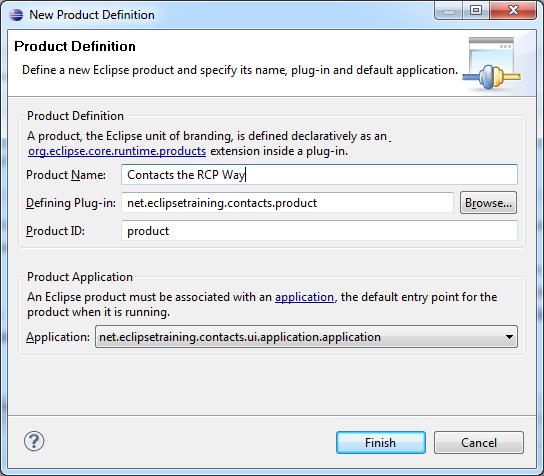 New Product Definition
Product Definition
Define a new Eclipse product and specify its name, plug-in and default application.
Product Definition
A product, the Eclipse unit of branding, is defined declaratively as an
org.eclipse.core.runtime.products extension inside a plug-in.
Product Name: Contacts the RCP Way
Defining Plug-in: net.eclipsetraining.contacts.product Browse...
Product ID: product
Product Application
An Eclipse product must be associated with an application, the default entry point for the
product when it is running.
Application: net.eclipsetraining.contacts.ui.application.application
? Finish Cancel